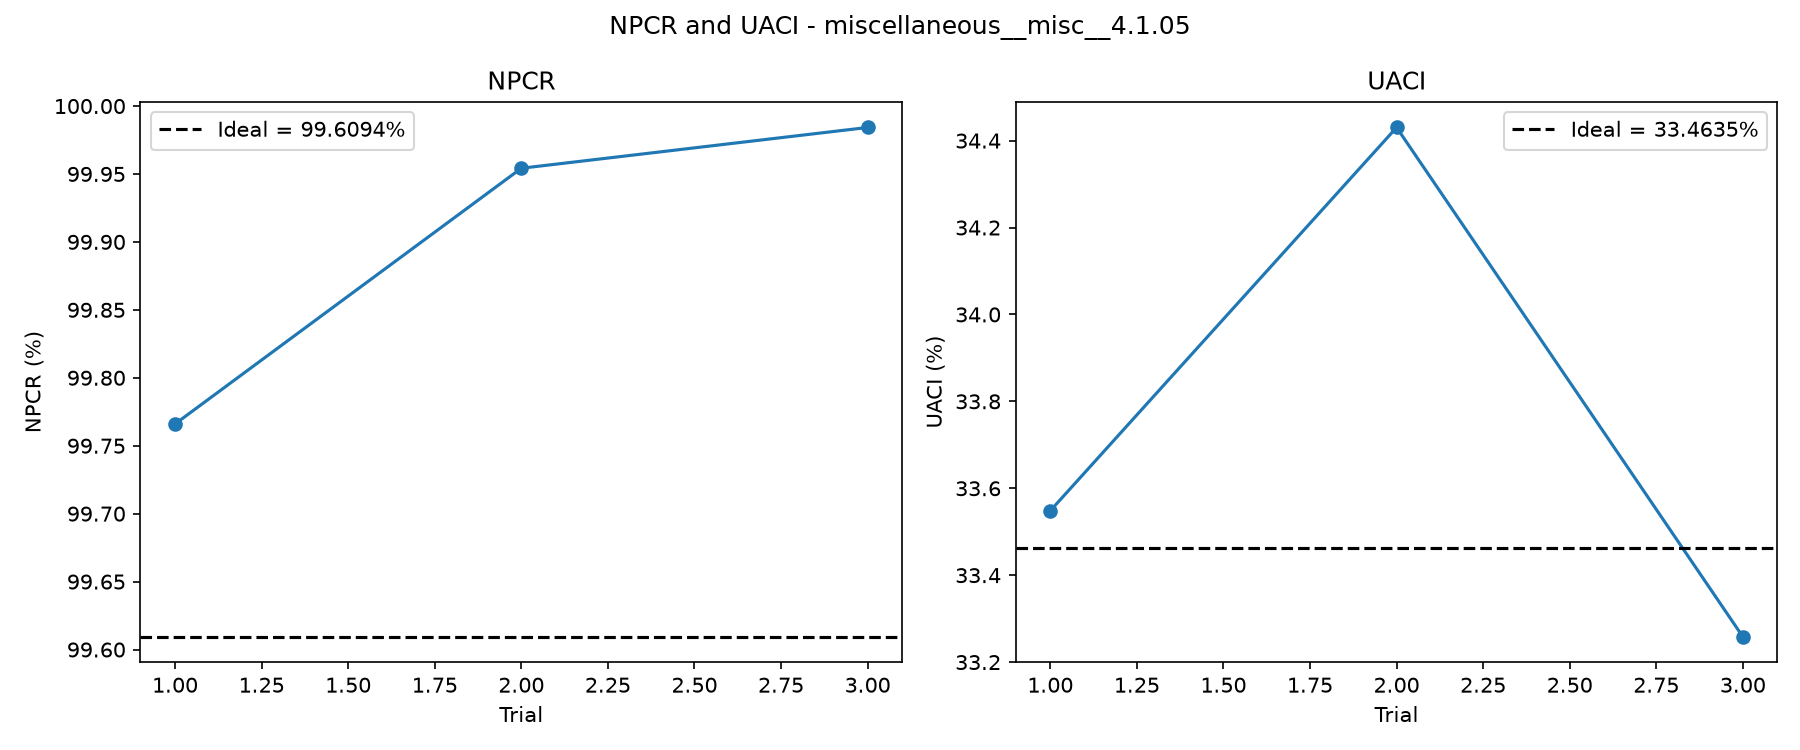 NPCR and UACI - miscellaneous__misc__4.1.05
NPCR
100.00
99.95
99.90
99.85
99.80
99.75
99.70
99.65
99.60
NPCR (%)
Ideal = 99.6094%
1.00 1.25 1.50 1.75 2.00 2.25 2.50 2.75 3.00
Trial
UACI
34.4
34.2
34.0
33.8
33.6
33.4
33.2
UACI (%)
Ideal = 33.4635%
1.00 1.25 1.50 1.75 2.00 2.25 2.50 2.75 3.00
Trial